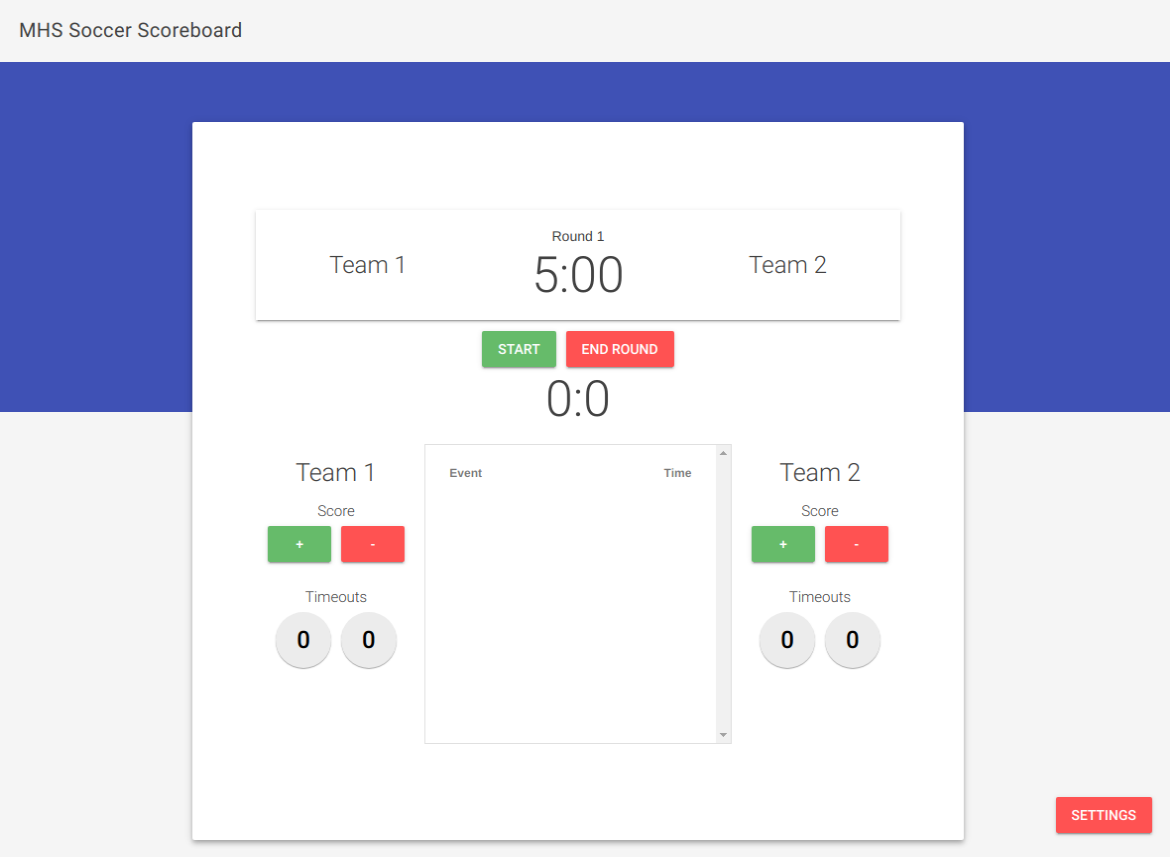 MHS Soccer Scoreboard
Round 1
Team 1 5:00 Team 2
START END ROUND
0:0
Team 1
Score
+ -
Timeouts
0 0
Event Time
Team 2
Score
+ -
Timeouts
0 0
SETTINGS